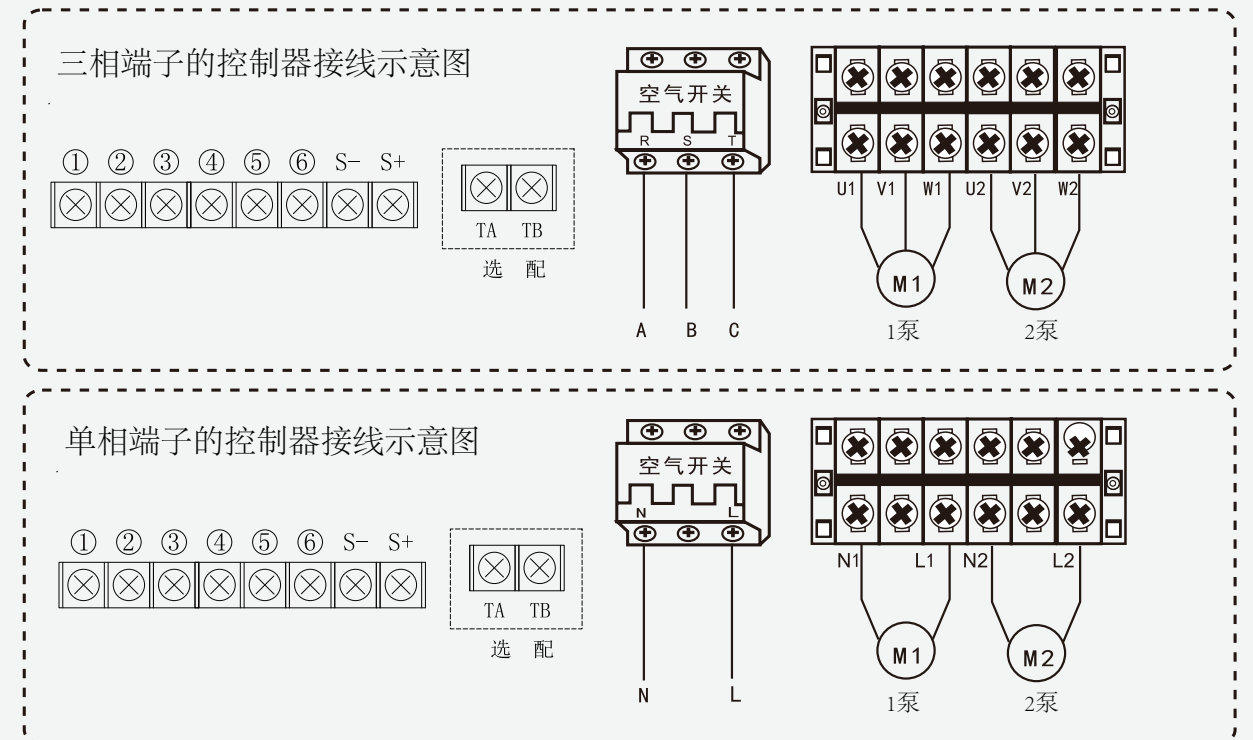 三相端子的控制器接线示意图
① ② ③ ④ ⑤ ⑥ S- S+
TA TB
选 配
空气开关
R S T
A B C
U1 V1 W1 U2 V2 W2
M1 M2
1泵 2泵
单相端子的控制器接线示意图
① ② ③ ④ ⑤ ⑥ S- S+
TA TB
选 配
空气开关
N L
N L
N1 L1 N2 L2
M1 M2
1泵 2泵